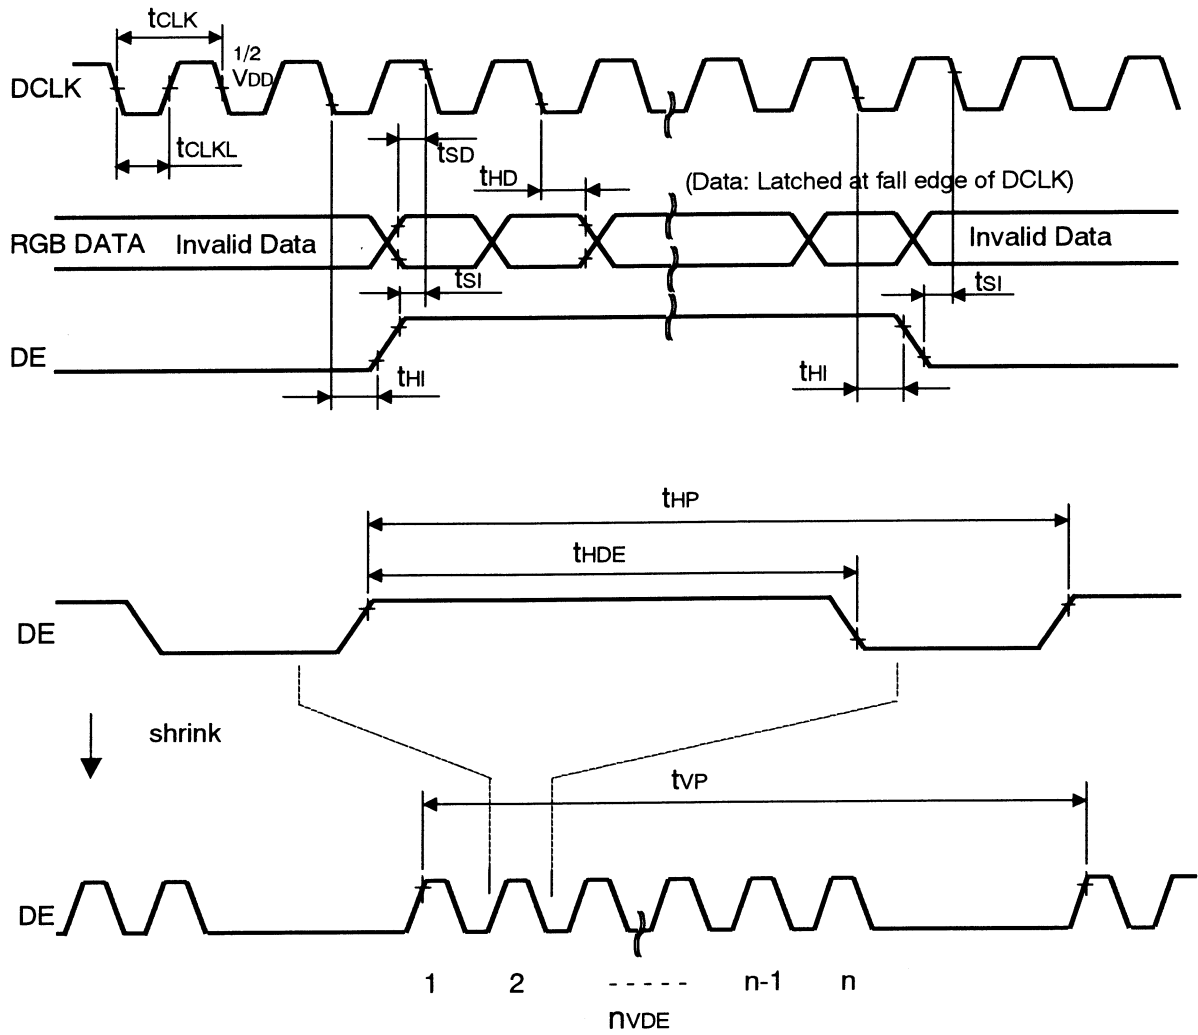 tCLK
1/2
VDD
DCLK
tCLKL
tSD
tHD
(Data: Latched at fall edge of DCLK)
RGB DATA Invalid Data
Invalid Data
tSI
tSI
DE
tHI
tHI
tHP
tHDE
DE
shrink
tVP
DE
1 2 ----- n-1 n
nVDE